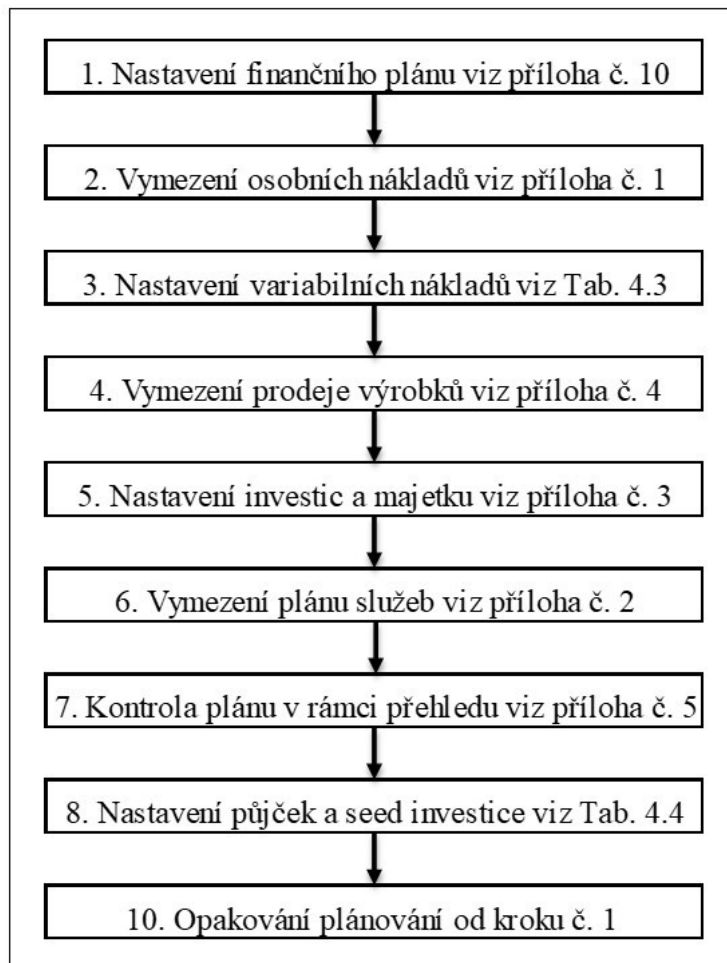 1. Nastavení finančního plánu viz příloha č. 10
2. Vymezení osobních nákladů viz příloha č. 1
3. Nastavení variabilních nákladů viz Tab. 4.3
4. Vymezení prodeje výrobků viz příloha č. 4
5. Nastavení investic a majetku viz příloha č. 3
6. Vymezení plánu služeb viz příloha č. 2
7. Kontrola plánu v rámci přehledu viz příloha č. 5
8. Nastavení půjček a seed investice viz Tab. 4.4
10. Opakování plánování od kroku č. 1